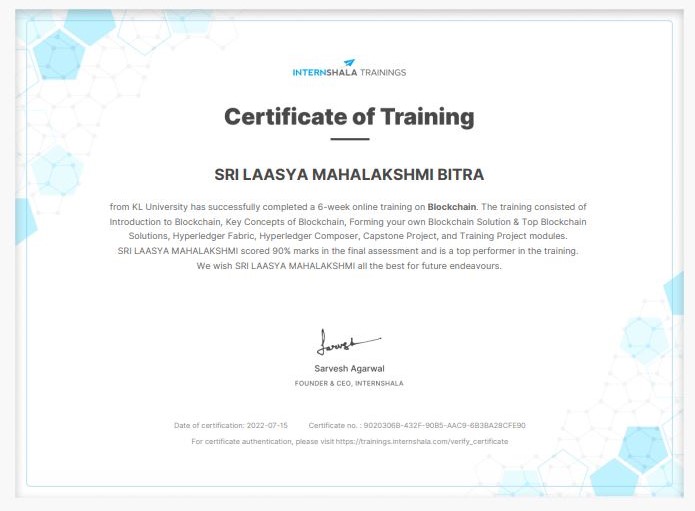 INTERNSHALA TRAININGS
Certificate of Training
SRI LAASYA MAHALAKSHMI BITRA
from KL University has successfully completed a 6-week online training on Blockchain. The training consisted of
Introduction to Blockchain, Key Concepts of Blockchain, Forming your own Blockchain Solution & Top Blockchain
Solutions, Hyperledger Fabric, Hyperledger Composer, Capstone Project, and Training Project modules.
SRI LAASYA MAHALAKSHMI scored 90% marks in the final assessment and is a top performer in the training.
We wish SRI LAASYA MAHALAKSHMI all the best for future endeavours.
Sarvesh
Sarvesh Agarwal
FOUNDER & CEO, INTERNSHALA
Date of certification: 2022-07-15 Certificate no. : 9020306B-432F-90B5-AAC9-6B3BA28CFE90
For certificate authentication, please visit https://trainings.internshala.com/verify_certificate